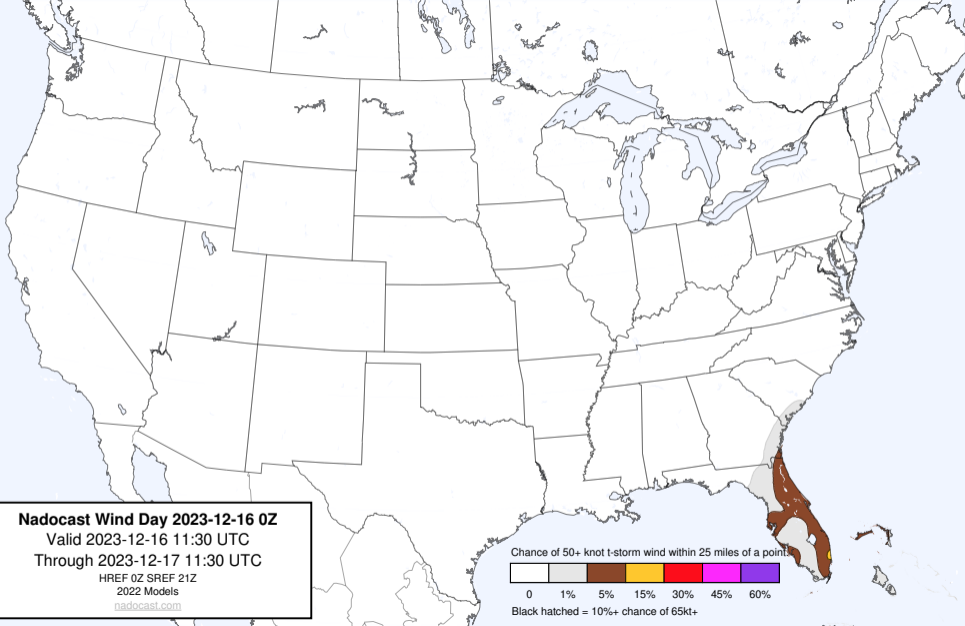 Nadocast Wind Day 2023-12-16 0Z
Valid 2023-12-16 11:30 UTC
Through 2023-12-17 11:30 UTC
HREF 0Z SREF 21Z
2022 Models
nadocast.com
Chance of 50+ knot t-storm wind within 25 miles of a point.
0 1% 5% 15% 30% 45% 60%
Black hatched = 10%+ chance of 65kt+